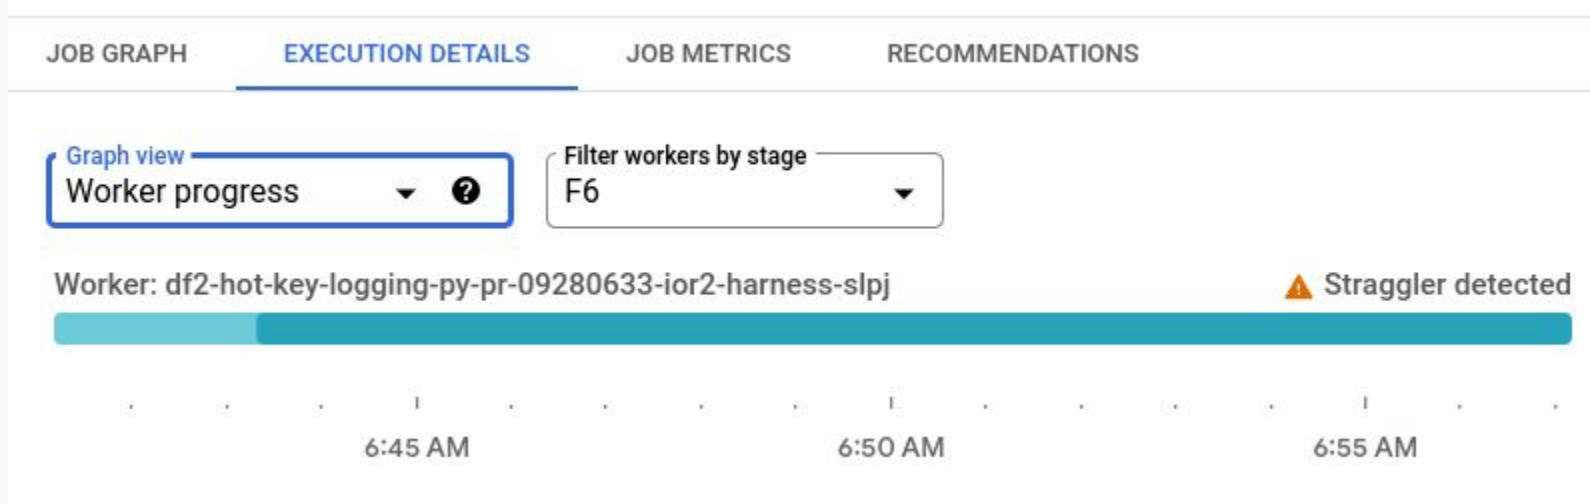 JOB GRAPH EXECUTION DETAILS JOB METRICS RECOMMENDATIONS
Graph view Filter workers by stage
Worker progress F6
Worker: df2-hot-key-logging-py-pr-09280633-ior2-harness-slpj Straggler detected
6:45 AM 6:50 AM 6:55 AM